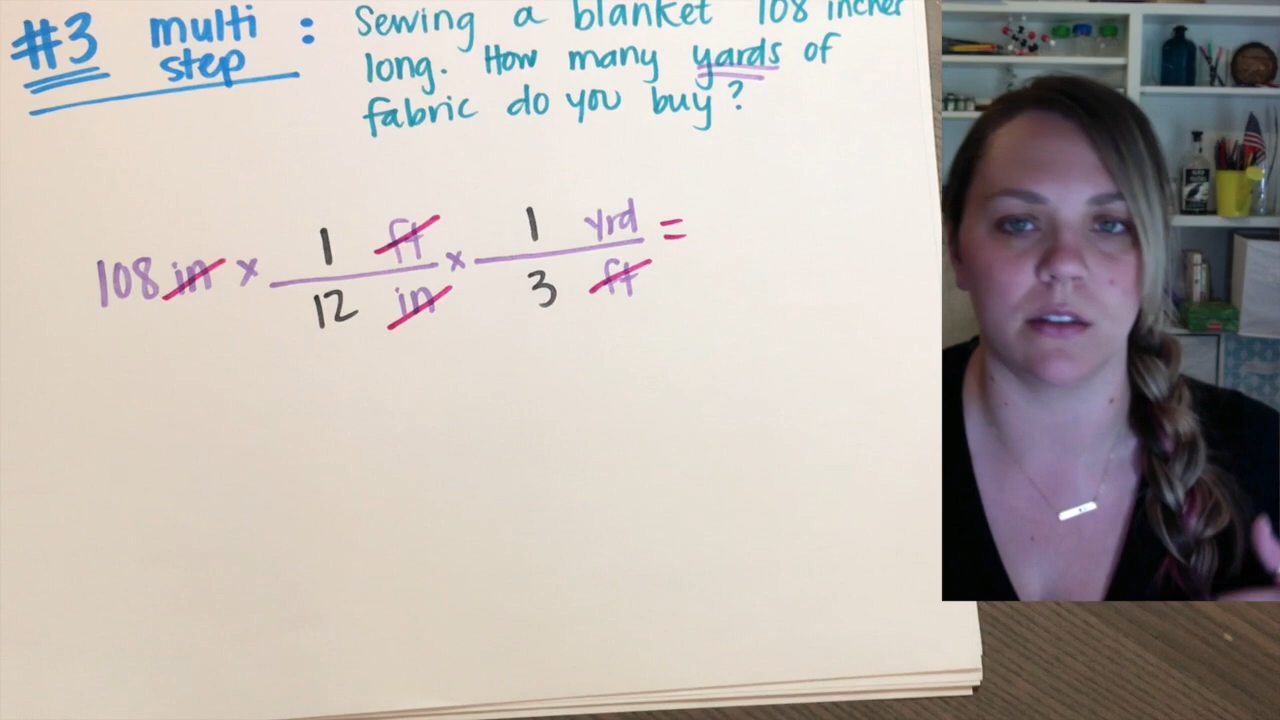 #3 multi step : Sewing a blanket 108 inches
long. How many yards of
fabric do you buy?
108 in × 1 ft / 12 in × 1 yrd / 3 ft =